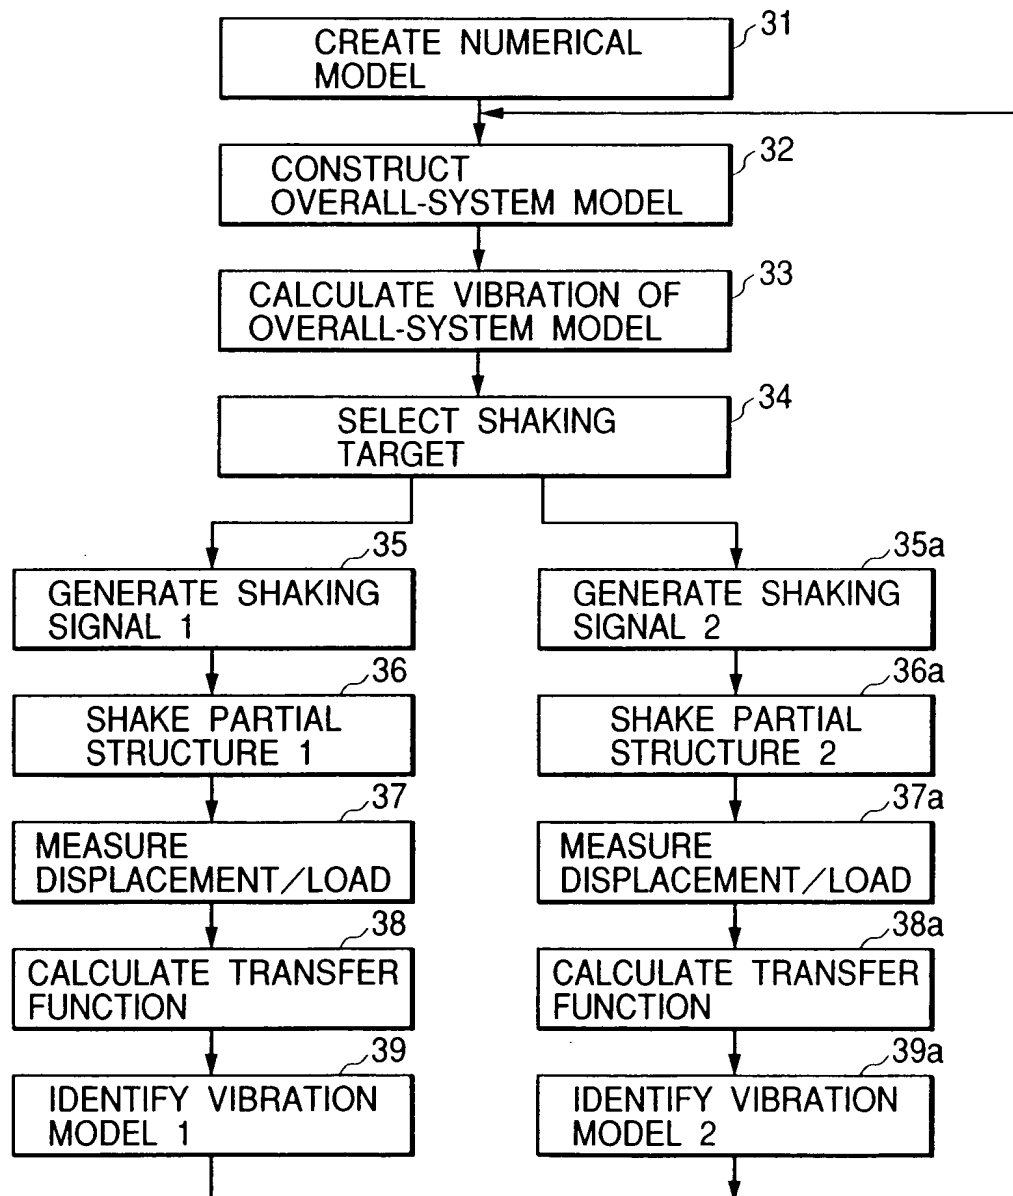 31
CREATE NUMERICAL
MODEL
32
CONSTRUCT
OVERALL-SYSTEM MODEL
33
CALCULATE VIBRATION OF
OVERALL-SYSTEM MODEL
34
SELECT SHAKING
TARGET
35
GENERATE SHAKING
SIGNAL 1
36
SHAKE PARTIAL
STRUCTURE 1
37
MEASURE
DISPLACEMENT/LOAD
38
CALCULATE TRANSFER
FUNCTION
39
IDENTIFY VIBRATION
MODEL 1
35a
GENERATE SHAKING
SIGNAL 2
36a
SHAKE PARTIAL
STRUCTURE 2
37a
MEASURE
DISPLACEMENT/LOAD
38a
CALCULATE TRANSFER
FUNCTION
39a
IDENTIFY VIBRATION
MODEL 2